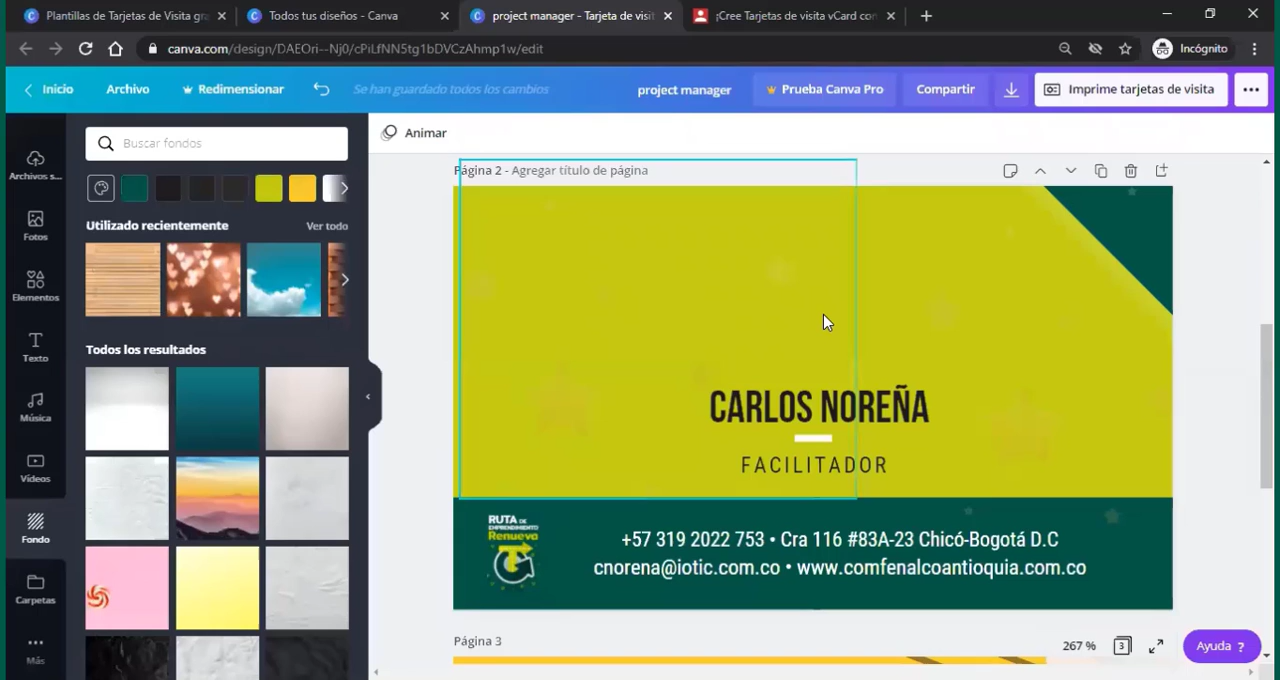 Plantillas de Tarjetas de Visita gra
Todos tus diseños - Canva
project manager - Tarjeta de visit
¡Cree Tarjetas de visita vCard con
canva.com/design/DAEOri--Nj0/cPiLfNN5tg1bDVCzAhmp1w/edit
Incógnito
Inicio
Archivo
Redimensionar
Se han guardado todos los cambios
project manager
Prueba Canva Pro
Compartir
Imprime tarjetas de visita
Archivos s...
Fotos
Elementos
Texto
Música
Vídeos
Fondo
Carpetas
Más
Buscar fondos
Utilizado recientemente
Ver todo
Todos los resultados
Animar
Página 2 - Agregar título de página
CARLOS NOREÑA
FACILITADOR
RUTA DE
EMPRENDIMIENTO
Renueva
+57 319 2022 753 • Cra 116 #83A-23 Chicó-Bogotá D.C
cnorena@iotic.com.co • www.comfenalcoantioquia.com.co
Página 3
267 %
3
Ayuda ?